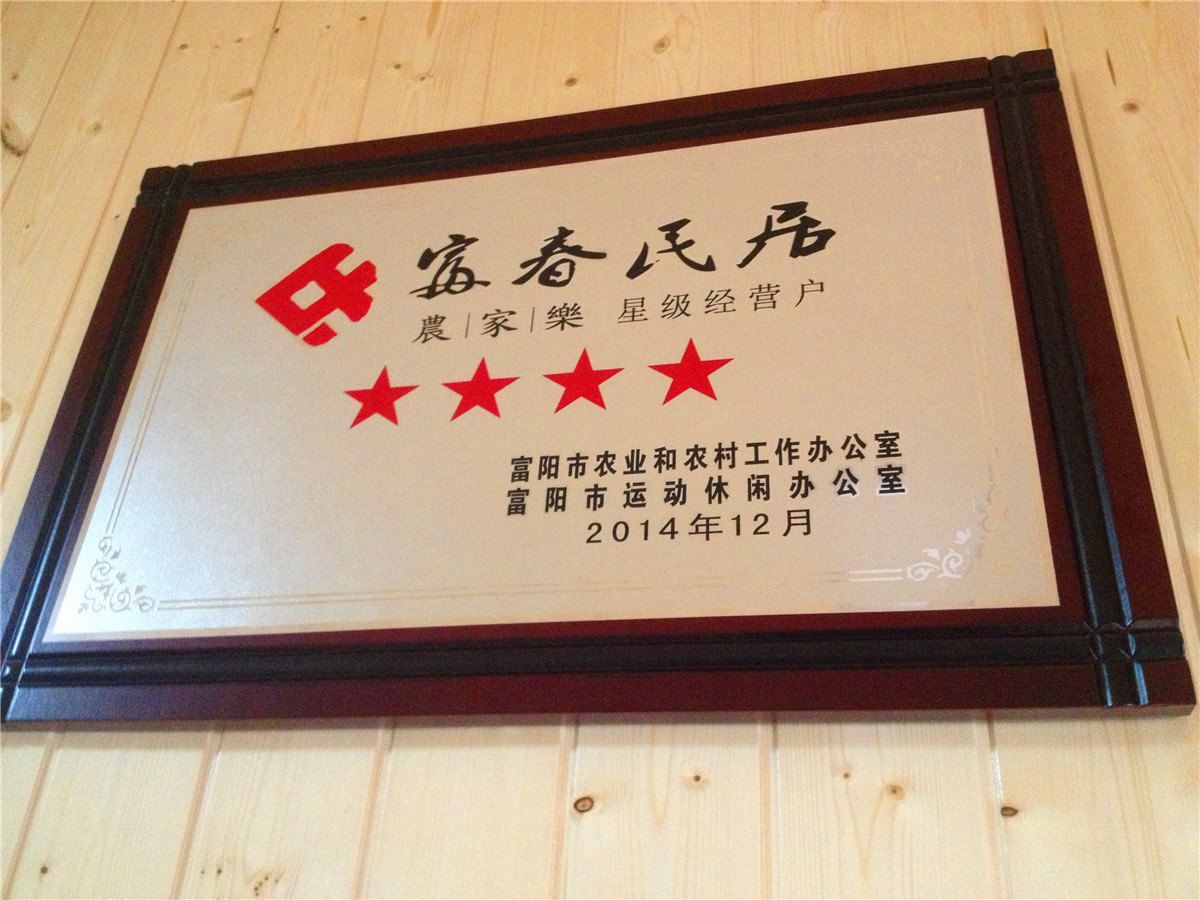 富春民居
農|家|樂 星级经营户
富阳市农业和农村工作办公室
富阳市运动休闲办公室
2014年12月